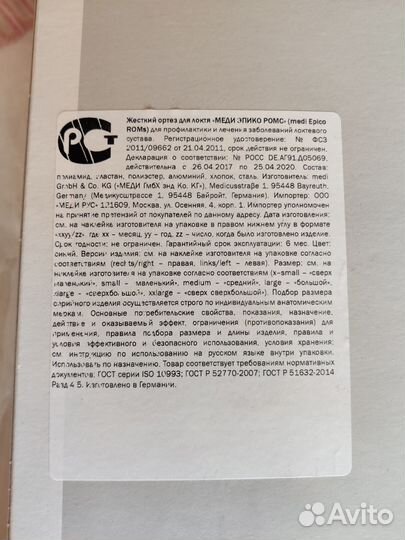 РСТ
Жесткий ортез для локтя «МЕДИ ЭПИКО РОМС» (medi Epico
ROMs) для профилактики и лечения заболеваний локтевого
сустава. Регистрационное удостоверение: № ФСЗ
2011/09662 от 21.04.2011, срок действия не ограничен.
Декларация о соответствии: № РОСС DE.АГ91.Д05069,
действительна с 26.04.2017 по 25.04.2020. Состав:
полиамид, эластан, полиэстер, алюминий, хлопок, сталь. Изготовитель: medi
GmbH & Co. KG («МЕДИ ГмбХ энд Ко. КГ»), Medicusstraße 1, 95448 Bayreuth,
Germany (Медикусштрассе 1, 95448 Байройт, Германия). Импортер: ООО
«МЕДИ РУС» 121609, Москва, ул. Осенняя, 4, корп. 1. Импортер уполномочен
на принятие претензий от покупателей по данному адресу. Дата изготовления:
см. на наклейке изготовителя на упаковке в правом нижнем углу в формате
«xxyy/zz», где xx – месяц, yy – год, zz – число, когда было изготовлено изделие.
Срок годности: не ограничен. Гарантийный срок эксплуатации: 6 мес. Цвет:
синий. Версии изделия: см. на наклейке изготовителя на упаковке согласно
соответствиям (rechts/right – правая, links/left – левая). Размер: см. на
наклейке изготовителя на упаковке согласно соответствиям (x-small – «сверх
маленький», small – маленький», medium – «средний», large – «большой»,
xlarge – «сверхбольшой», xxlarge – «сверх сверхбольшой»). Подбор размера
серийного изделия осуществляется строго по индивидуальным анатомическим
меркам. Основные потребительские свойства, показания, назначение,
действие и оказываемый эффект, ограничения (противопоказания) для
применения, правила подбора размера и длины изделия, правила и
условия эффективного и безопасного использования, условия хранения:
см. инструкцию по использованию на русском языке внутри упаковки.
Использовать по назначению. Товар соответствует требованиям нормативных
документов: ГОСТ серии ISO 10993; ГОСТ Р 52770-2007; ГОСТ Р 51632-2014
Разд 4 5. Изготовлено в Германии.
Avito